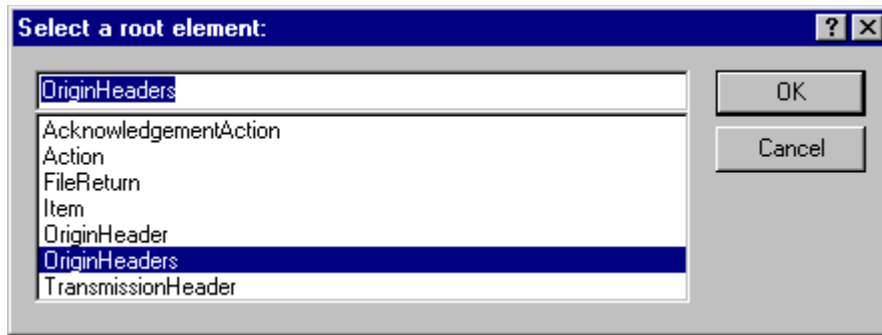 Select a root element:
OriginHeaders
OK
AcknowledgementAction
Action
Cancel
FileReturn
Item
OriginHeader
OriginHeaders
TransmissionHeader